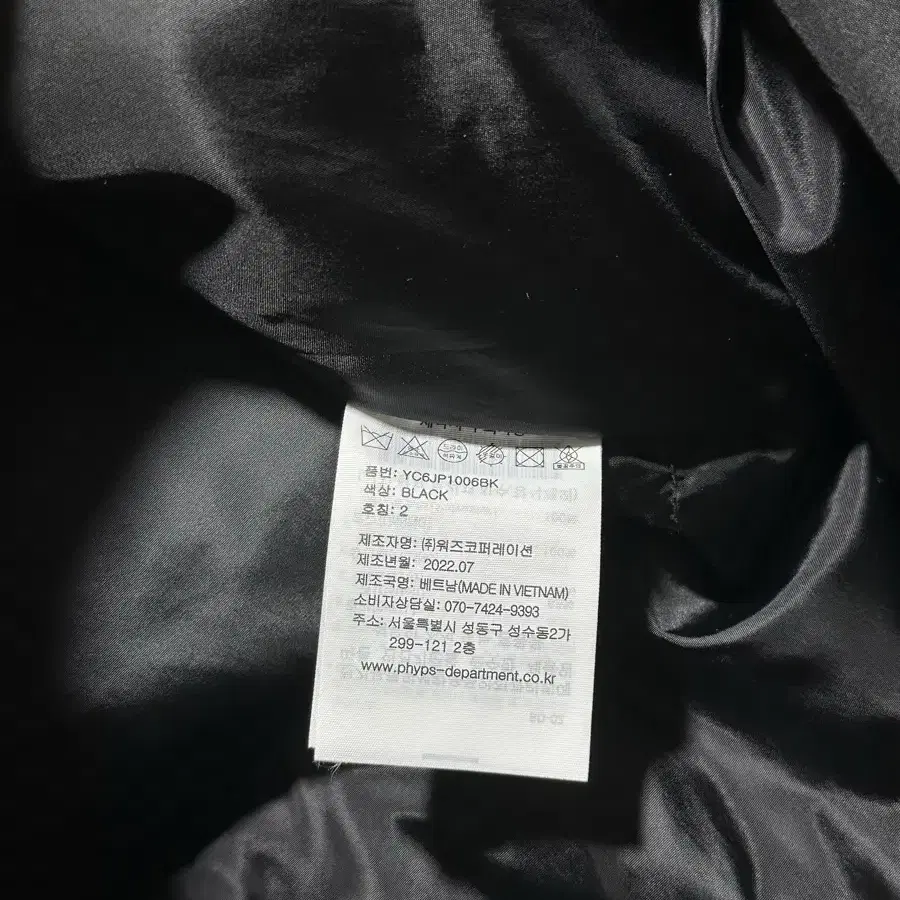 드라이
품번: YC6JP1006BK
색상: BLACK
호칭: 2
제조자명: ㈜워즈코퍼레이션
제조년월: 2022.07
제조국명: 베트남(MADE IN VIETNAM)
소비자상담실: 070-7424-9393
주소: 서울특별시 성동구 성수동2가
299-121 2층
www.phyps-department.co.kr